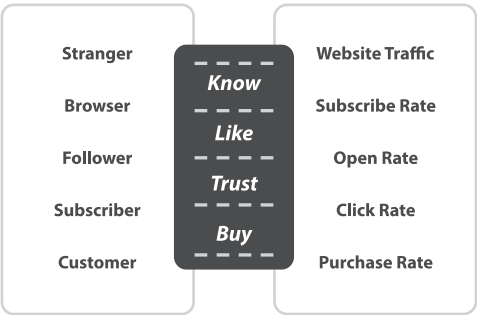 Stranger
Browser
Follower
Subscriber
Customer
Know
Like
Trust
Buy
Website Traffic
Subscribe Rate
Open Rate
Click Rate
Purchase Rate